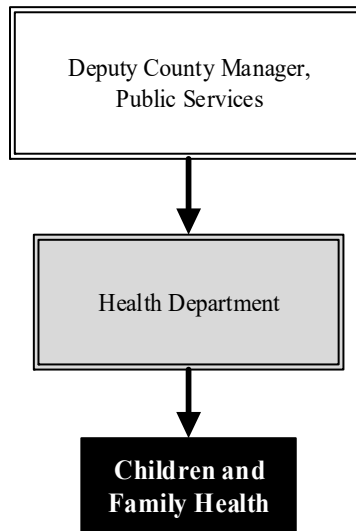 Deputy County Manager,
Public Services
Health Department
Children and
Family Health